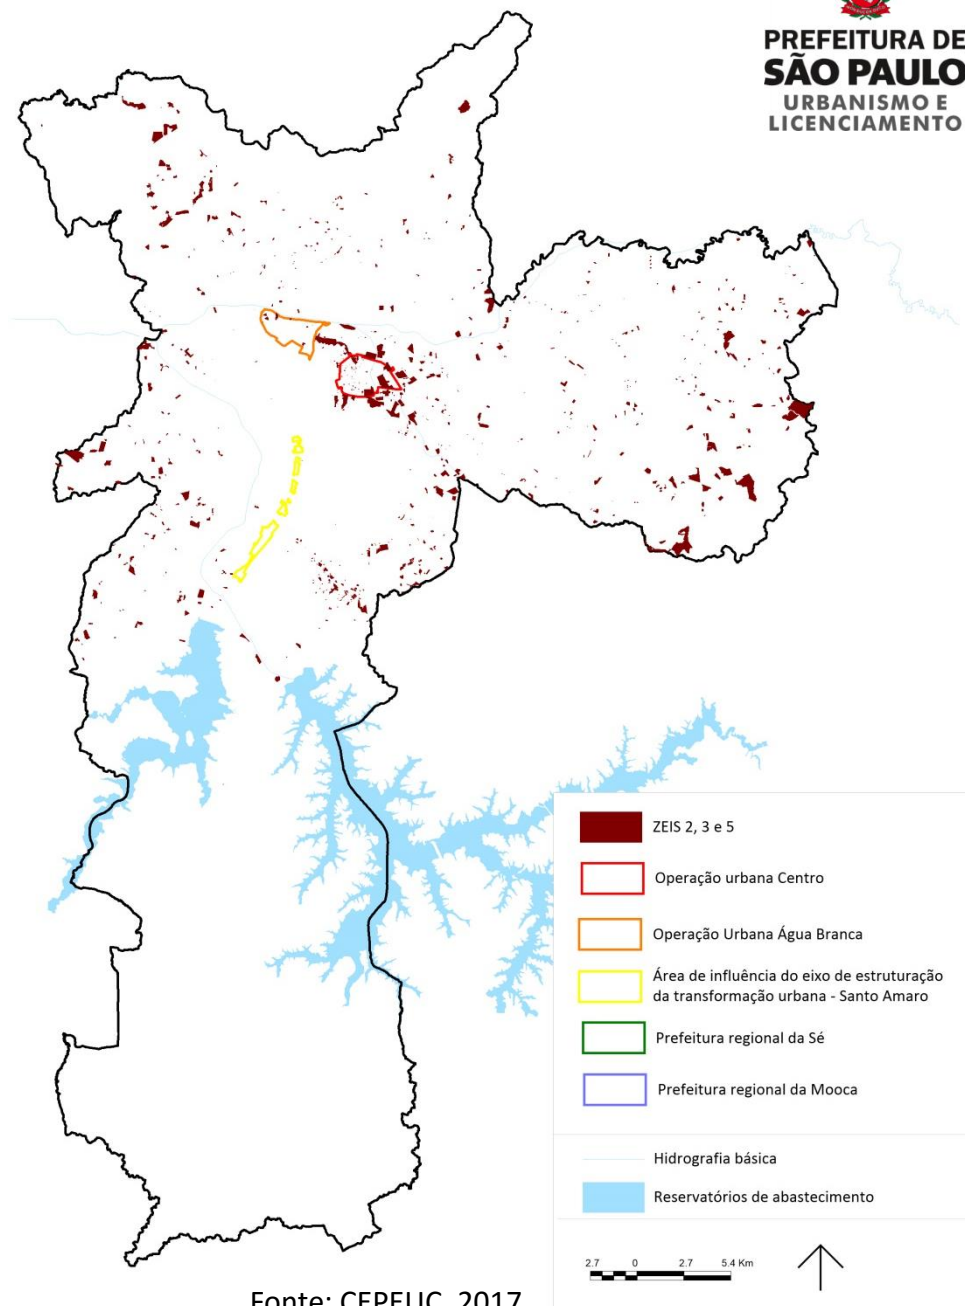 PREFEITURA DE
SÃO PAULO
URBANISMO E
LICENCIAMENTO
ZEIS 2, 3 e 5
Operação urbana Centro
Operação Urbana Água Branca
Área de influência do eixo de estruturação
da transformação urbana - Santo Amaro
Prefeitura regional da Sé
Prefeitura regional da Mooca
Hidrografia básica
Reservatórios de abastecimento
2.7 0 2.7 5.4 Km
Fonte: CEPEUC, 2017